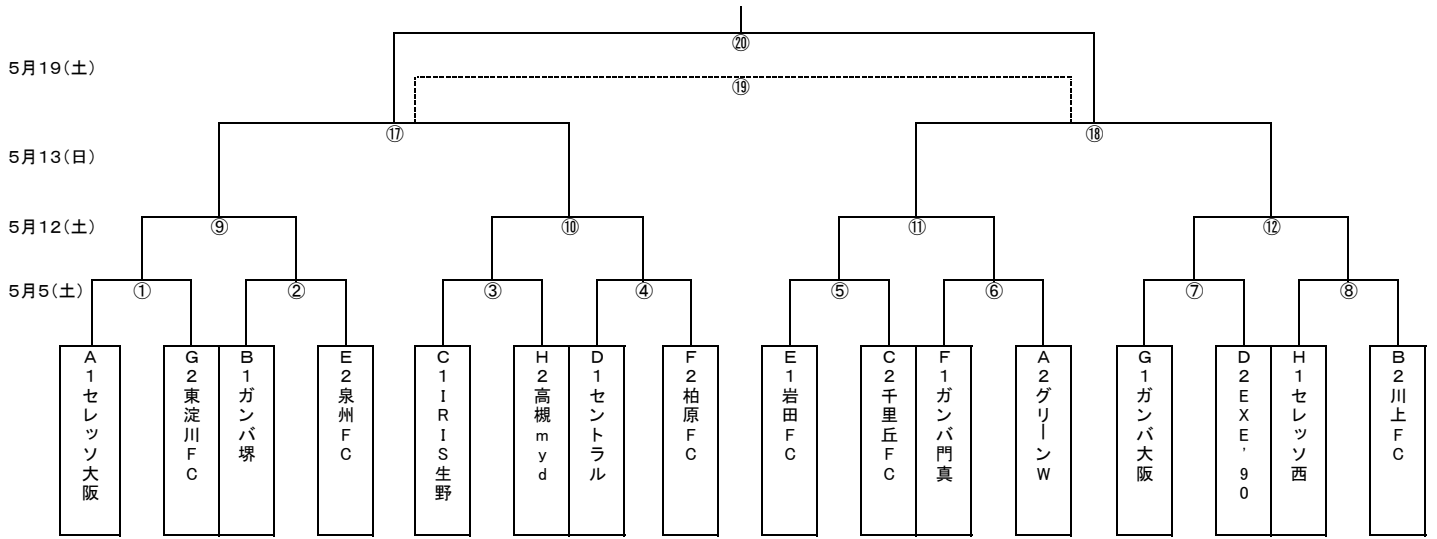 ⑳
5月19(土)
⑲
⑰
⑱
5月13(日)
5月12(土)
⑨
⑩
⑪
⑫
5月5(土)
①
②
③
④
⑤
⑥
⑦
⑧
A1セレッソ大阪
G2東淀川FC
B1ガンバ堺
E2泉州FC
C1IRIS生野
H2高槻myd
D1セントラル
F2柏原FC
E1岩田FC
C2千里丘FC
F1ガンバ門真
A2グリーンW
G1ガンバ大阪
D2EXE'90
H1セレッソ西
B2川上FC